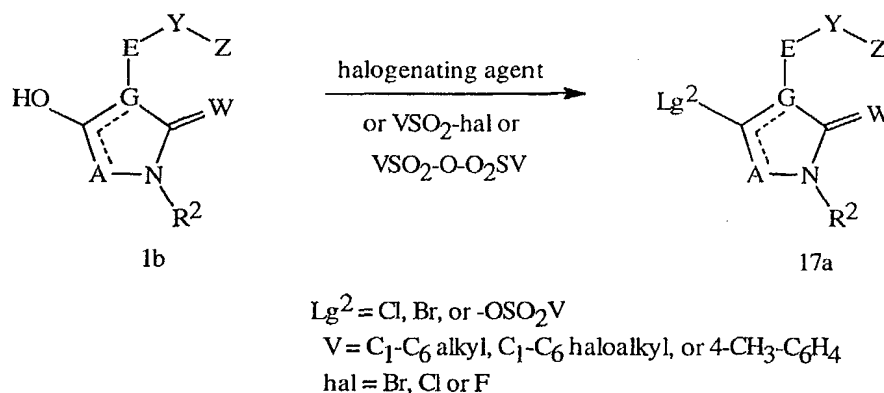 E Y Z
HO G W
A N
R²
1b
halogenating agent
or VSO₂-hal or
VSO₂-O-O₂SV
E Y Z
Lg² G W
A N
R²
17a
Lg² = Cl, Br, or -OSO₂V
V = C₁-C₆ alkyl, C₁-C₆ haloalkyl, or 4-CH₃-C₆H₄
hal = Br, Cl or F